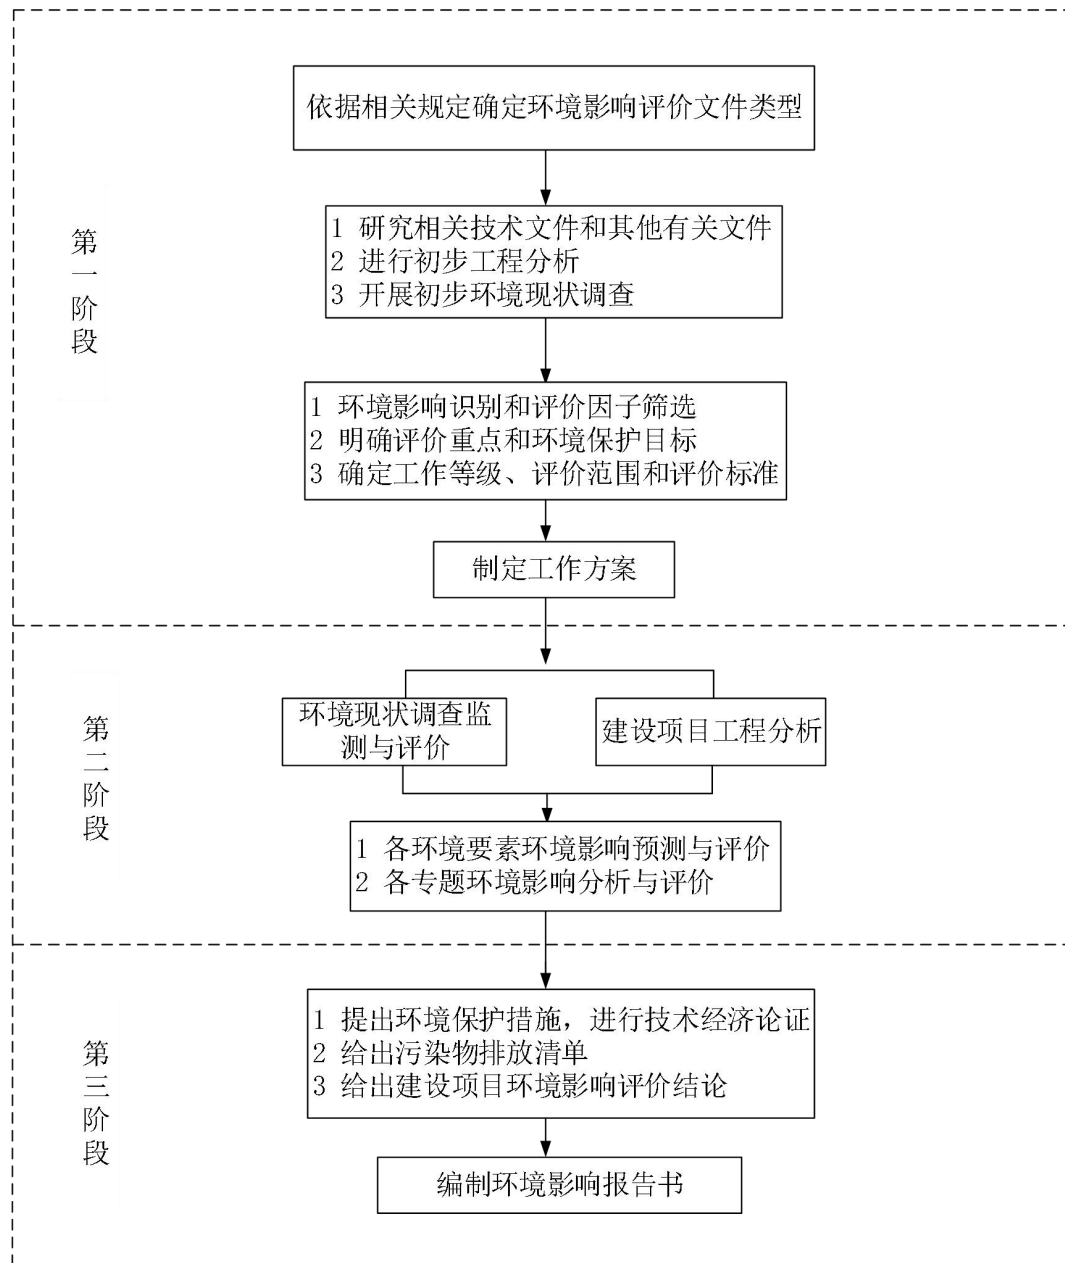 依据相关规定确定环境影响评价文件类型
第一阶段
1 研究相关技术文件和其他有关文件
2 进行初步工程分析
3 开展初步环境现状调查
1 环境影响识别和评价因子筛选
2 明确评价重点和环境保护目标
3 确定工作等级、评价范围和评价标准
制定工作方案
第二阶段
环境现状调查监
测与评价
建设项目工程分析
1 各环境要素环境影响预测与评价
2 各专题环境影响分析与评价
第三阶段
1 提出环境保护措施，进行技术经济论证
2 给出污染物排放清单
3 给出建设项目环境影响评价结论
编制环境影响报告书